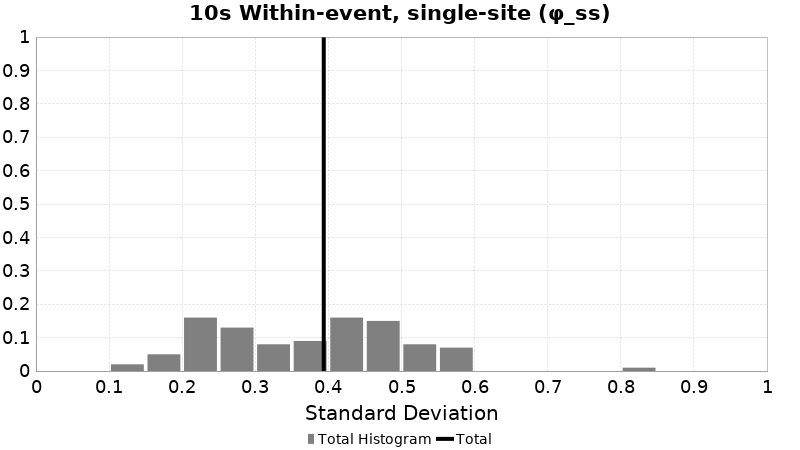 10s Within-event, single-site (φ_ss)
1
0.9
0.8
0.7
0.6
0.5
0.4
0.3
0.2
0.1
0
0 0.1 0.2 0.3 0.4 0.5 0.6 0.7 0.8 0.9 1
Standard Deviation
Total Histogram Total